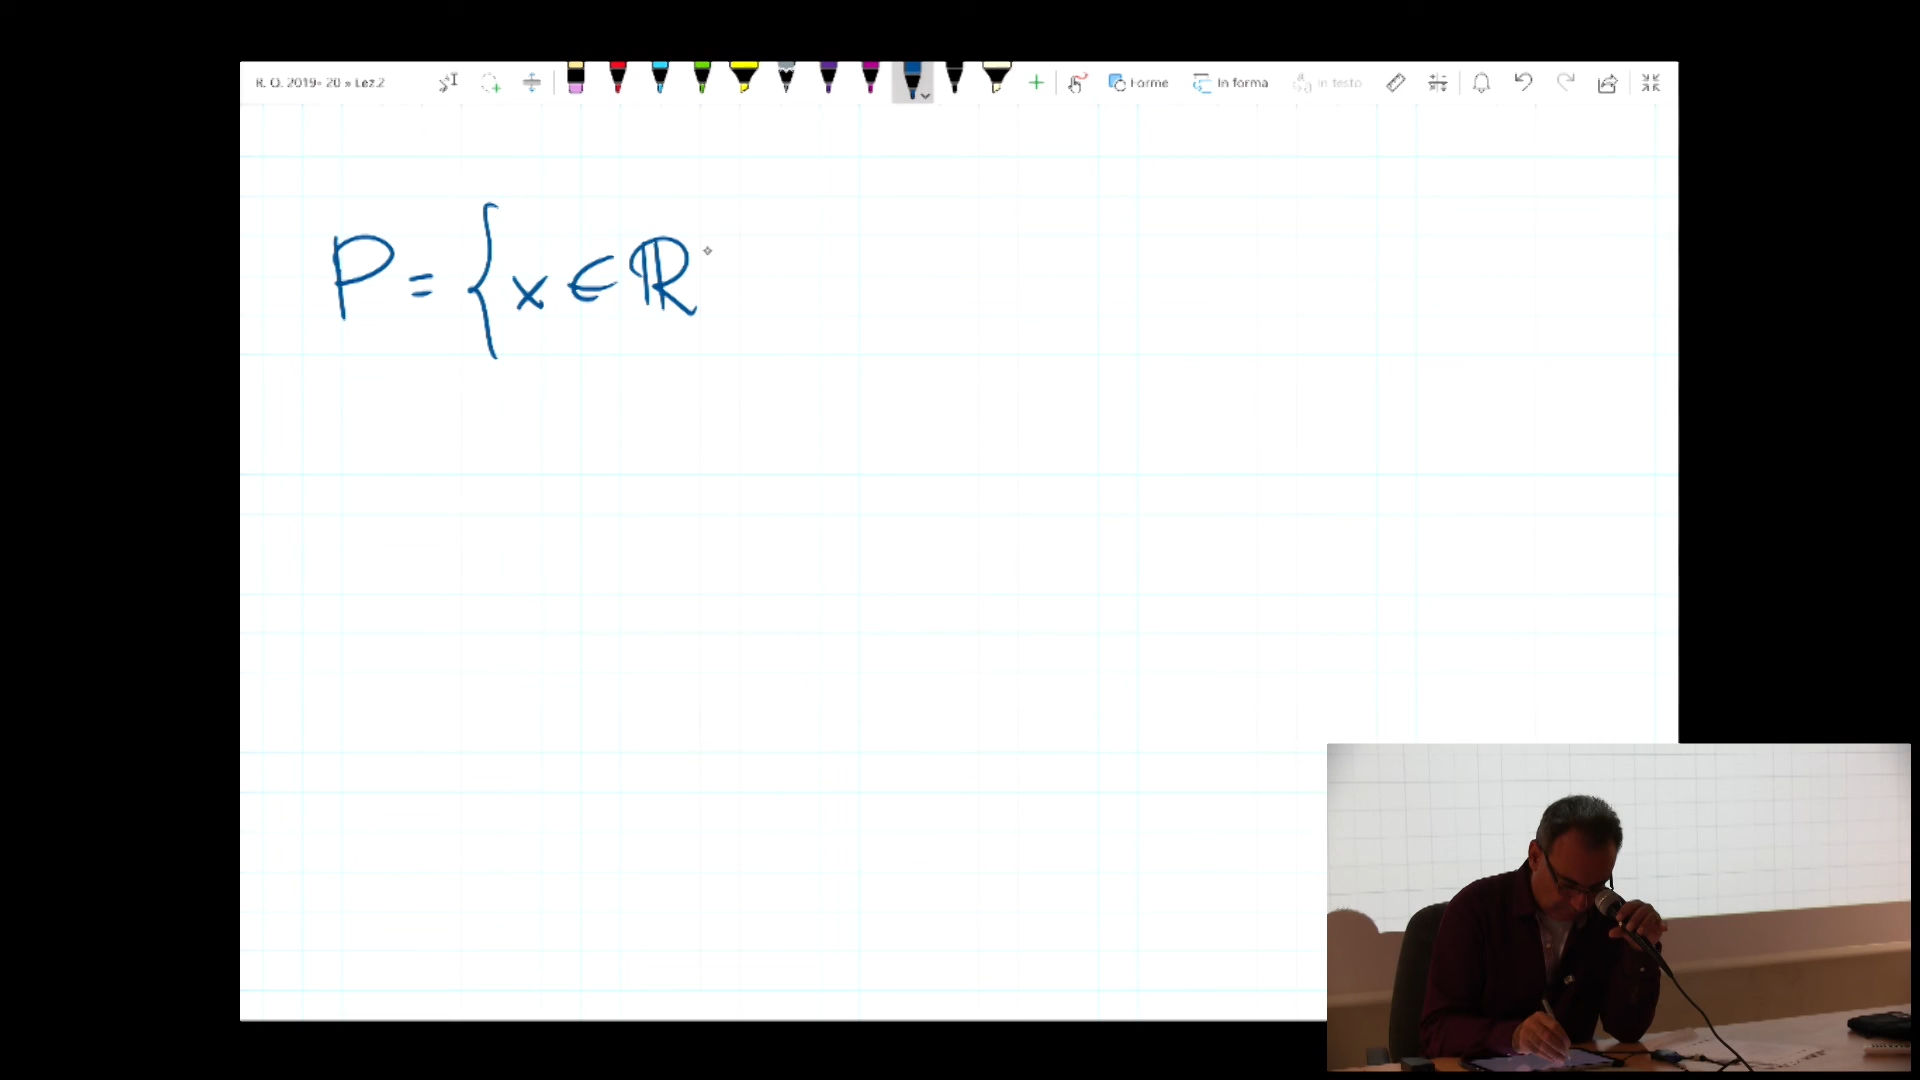 R. O. 2019-20 » Lez.2 Forme In forma In testo
P = { x ∈ ℝ